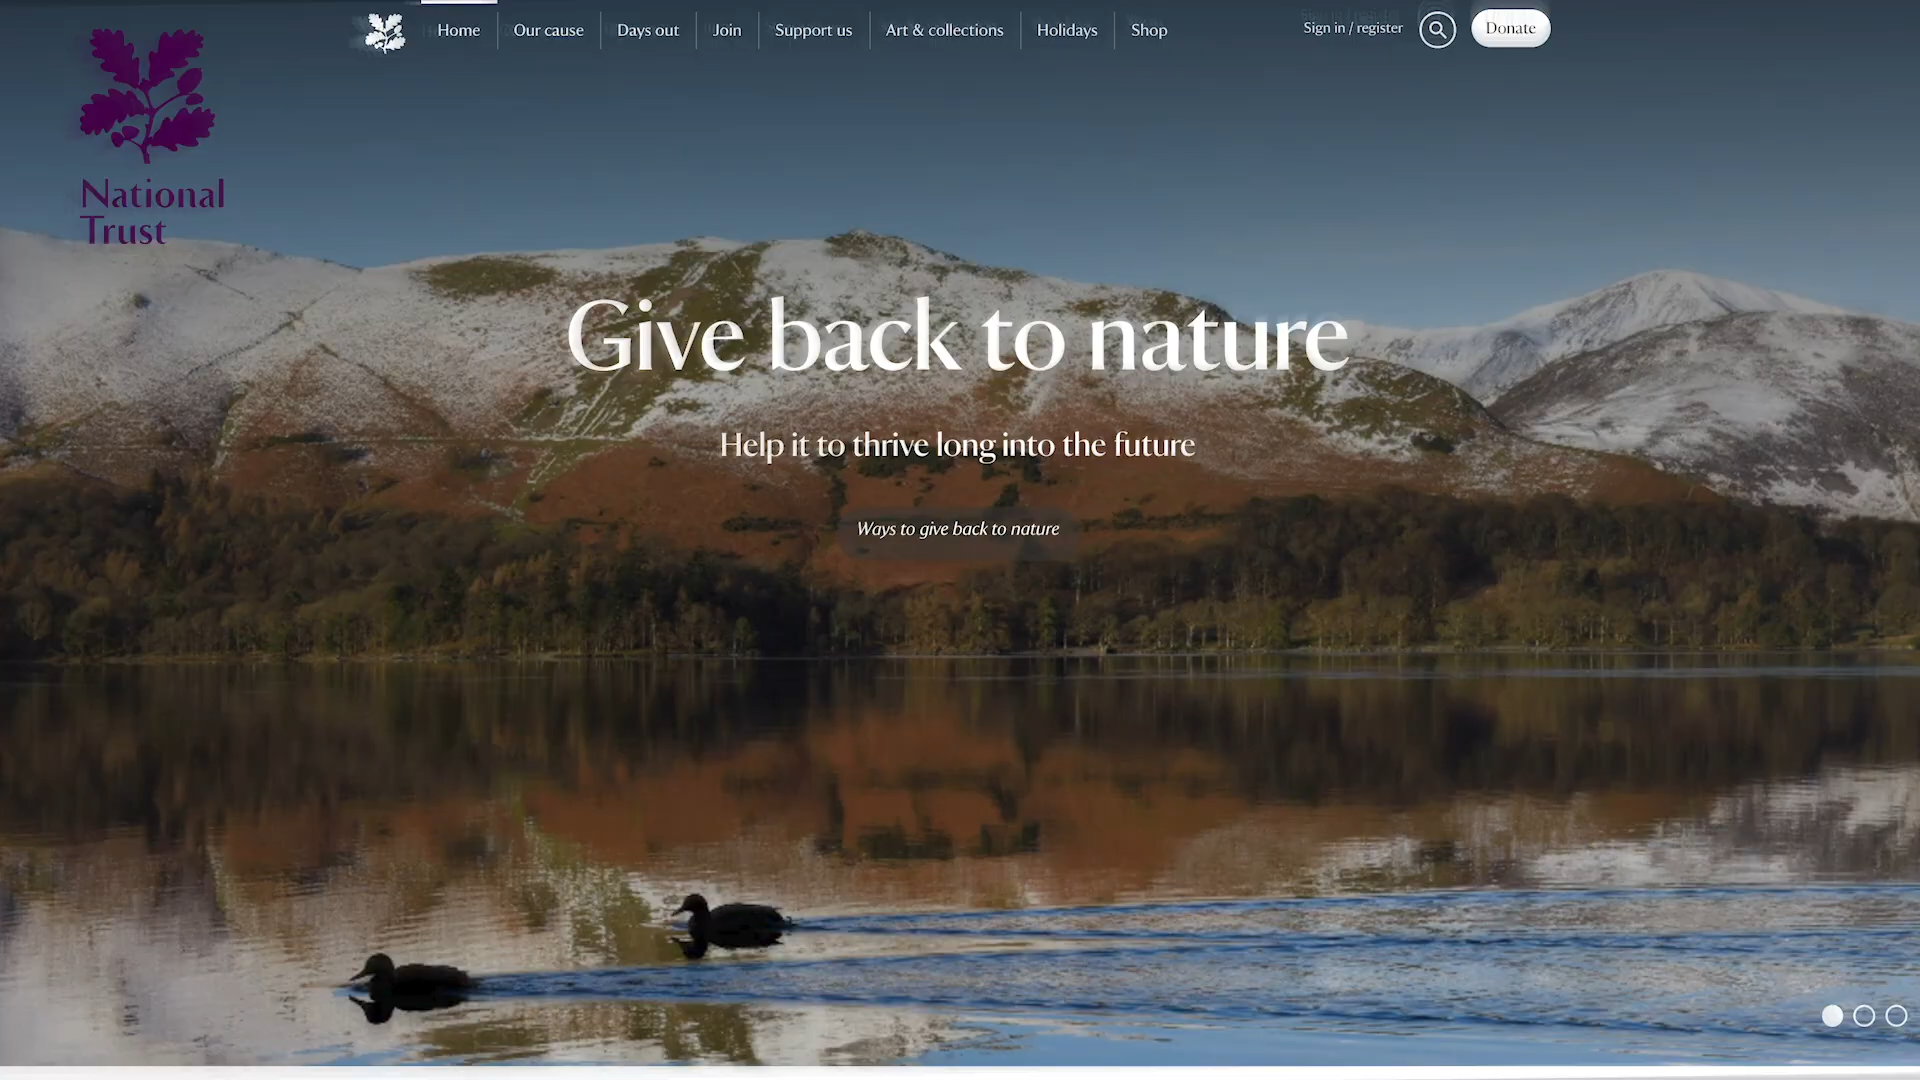 Home
Our cause
Days out
Join
Support us
Art & collections
Holidays
Shop
Sign in / register
Donate
National
Trust
Give back to nature
Help it to thrive long into the future
Ways to give back to nature